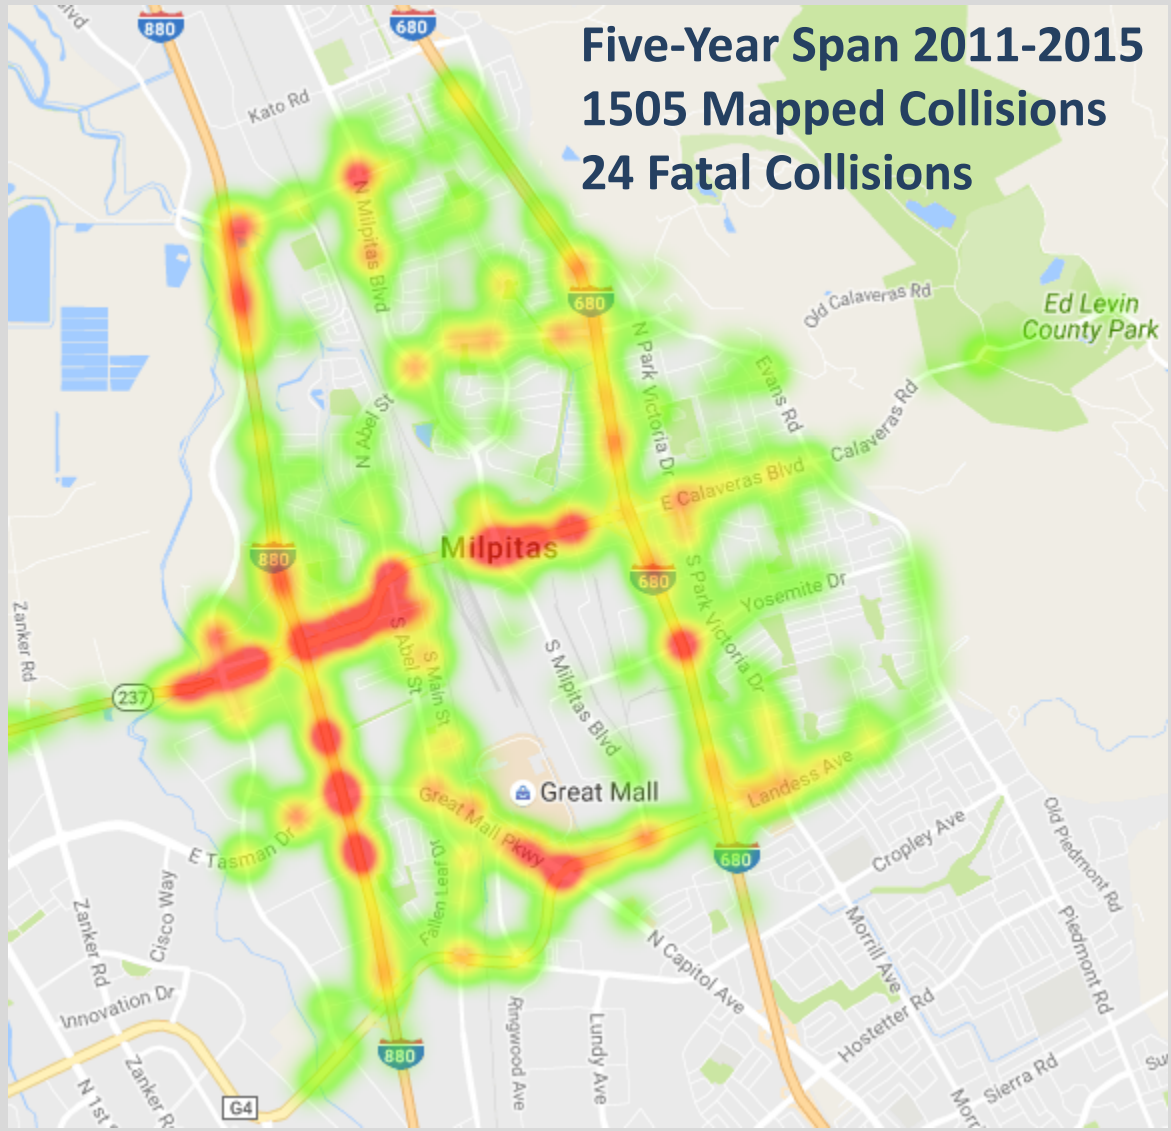 Five-Year Span 2011-2015
1505 Mapped Collisions
24 Fatal Collisions
880
680
Kato Rd
N Milpitas Blvd
680
Old Calaveras Rd
Ed Levin
County Park
N Park Victoria Dr
Evans Rd
Calaveras Rd
N Abel St
E Calaveras Blvd
Milpitas
880
680
Yosemite Dr
S Park Victoria Dr
Zanker Rd
S Abel St
S Main St
S Milpitas Blvd
237
Great Mall
Great Mall Pkwy
Landess Ave
E Tasman Dr
680
Cropley Ave
Old Piedmont Rd
Fallen Leaf Dr
Cisco Way
Zanker Rd
N Capitol Ave
Morrill Ave
Piedmont Rd
Innovation Dr
Ringwood Ave
Lundy Ave
Hostetter Rd
880
Sierra Rd
Zanker R
N 1st
G4
Morr
Su